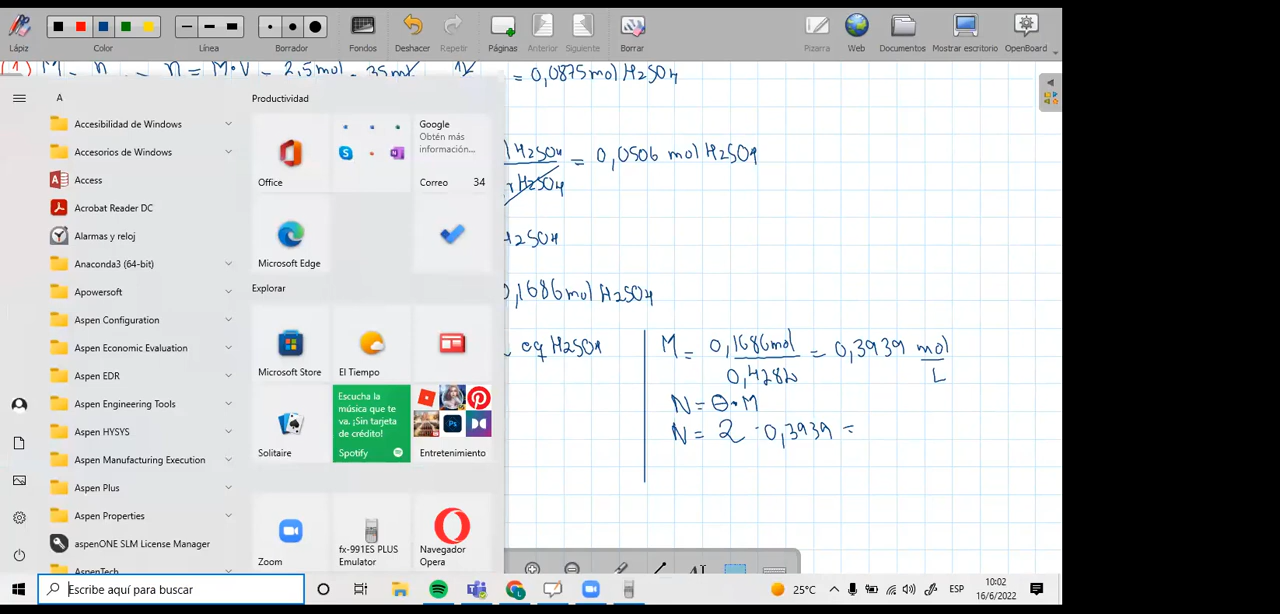 Lápiz
Color
Línea
Borrador
Fondos
Deshacer
Repetir
Páginas
Anterior
Siguiente
Borrar
Pizarra
Web
Documentos
Mostrar escritorio
OpenBoard
= 0,0875 mol H2SO4
= 0,0506 mol H2SO4
H2SO4
0,1686 mol H2SO4
eq H2SO4
M = 0,1686 mol / 0,428 L = 0,3939 mol / L
N = θ · M
N = 2 · 0,3939 =
A
Accesibilidad de Windows
Accesorios de Windows
Access
Acrobat Reader DC
Alarmas y reloj
Anaconda3 (64-bit)
Apowersoft
Aspen Configuration
Aspen Economic Evaluation
Aspen EDR
Aspen Engineering Tools
Aspen HYSYS
Aspen Manufacturing Execution
Aspen Plus
Aspen Properties
aspenONE SLM License Manager
AspenTech
Productividad
Office
Google
Obtén más
información...
Correo 34
Microsoft Edge
Explorar
Microsoft Store
El Tiempo
Solitaire
Escucha la
música que te
va. ¡Sin tarjeta
de crédito!
Spotify
Entretenimiento
Zoom
fx-991ES PLUS
Emulator
Navegador
Opera
Escribe aquí para buscar
25°C
ESP
10:02
16/6/2022